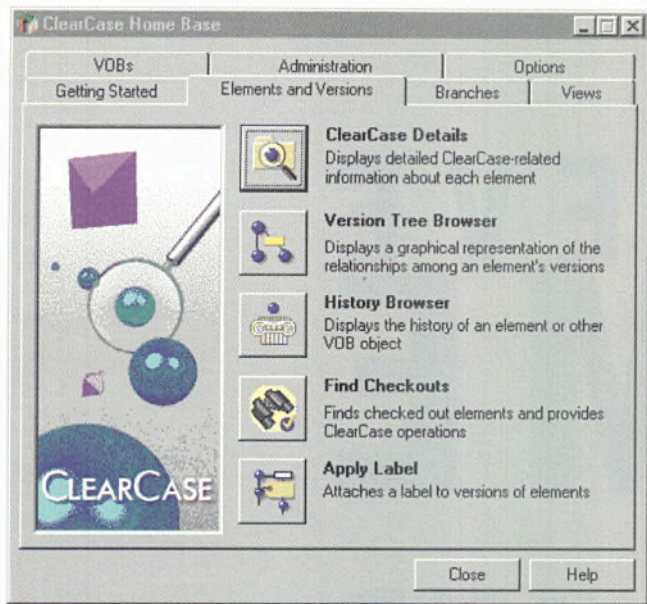 ClearCase Home Base
VOBs
Administration
Options
Getting Started
Elements and Versions
Branches
Views
ClearCase Details
Displays detailed ClearCase-related
information about each element
Version Tree Browser
Displays a graphical representation of the
relationships among an element's versions
History Browser
Displays the history of an element or other
VOB object
Find Checkouts
Finds checked out elements and provides
ClearCase operations
Apply Label
Attaches a label to versions of elements
CLEARCASE
Close
Help